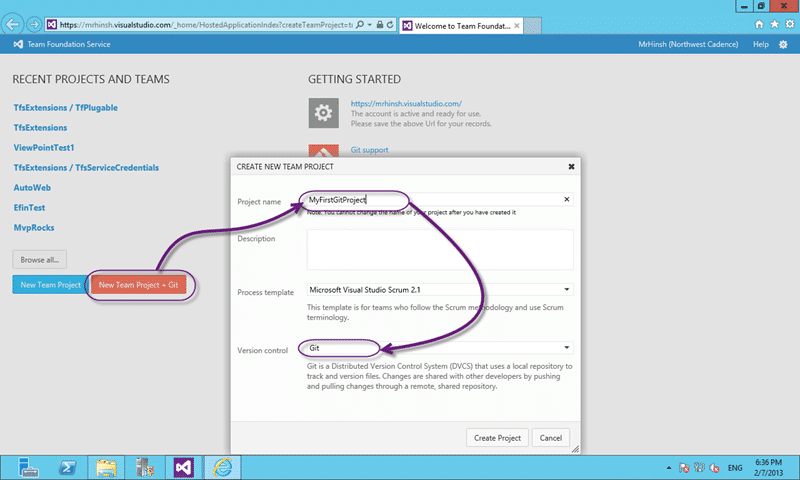 https://mrhinsh.visualstudio.com/_home/HostedApplicationIndex?createTeamProject=t
Welcome to Team Foundat...
Team Foundation Service
MrHinsh (Northwest Cadence)
Help
RECENT PROJECTS AND TEAMS
TfsExtensions / TfPlugable
TfsExtensions
ViewPointTest1
TfsExtensions / TfsServiceCredentials
AutoWeb
EfinTest
MvpRocks
Browse all...
New Team Project
New Team Project + Git
GETTING STARTED
https://mrhinsh.visualstudio.com/
The account is active and ready for use.
Please save the above Url for your records.
Git support
CREATE NEW TEAM PROJECT
Project name
MyFirstGitProject
Note: You cannot change the name of your project after you have created it
Description
Process template
Microsoft Visual Studio Scrum 2.1
This template is for teams who follow the Scrum methodology and use Scrum
terminology.
Version control
Git
Git is a Distributed Version Control System (DVCS) that uses a local repository to
track and version files. Changes are shared with other developers by pushing
and pulling changes through a remote, shared repository.
Create Project
Cancel
ENG
6:36 PM
2/7/2013